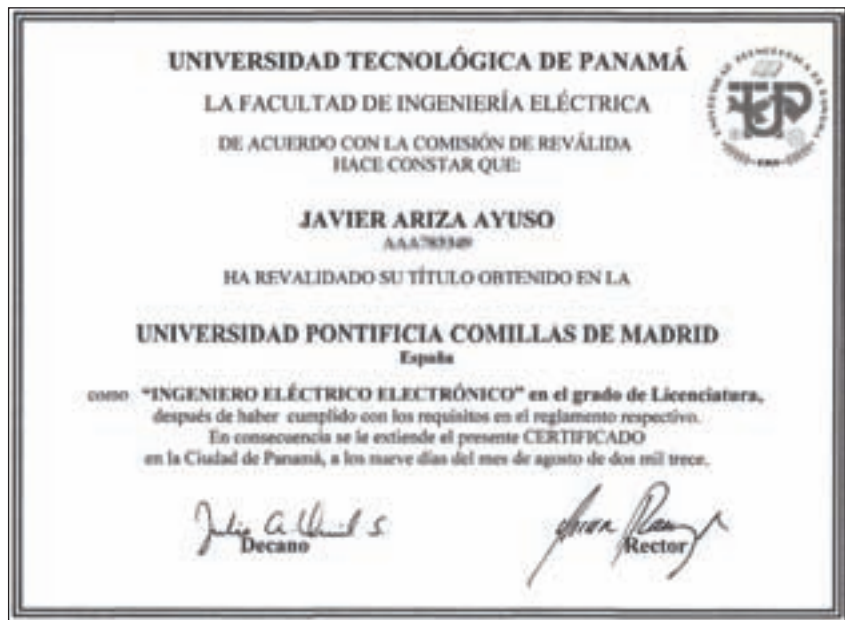 UNIVERSIDAD TECNOLÓGICA DE PANAMÁ
LA FACULTAD DE INGENIERÍA ELÉCTRICA
DE ACUERDO CON LA COMISIÓN DE REVÁLIDA
HACE CONSTAR QUE:
JAVIER ARIZA AYUSO
HA REVALIDADO SU TÍTULO OBTENIDO EN LA
UNIVERSIDAD PONTIFICIA COMILLAS DE MADRID
España
como "INGENIERO ELÉCTRICO ELECTRÓNICO" en el grado de Licenciatura,
después de haber cumplido con los requisitos en el reglamento respectivo.
En consecuencia se le extiende el presente CERTIFICADO
en la Ciudad de Panamá, a los nueve días del mes de agosto de dos mil trece.
Decano
Rector